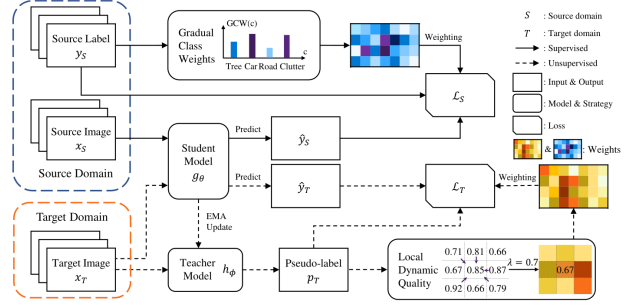 Source Label
y_S
Gradual
Class
Weights
GCW(c)
c
Tree Car Road Clutter
Weighting
S : Source domain
T : Target domain
: Supervised
: Unsupervised
: Input & Output
: Model & Strategy
: Loss
& : Weights
Source Image
x_S
Source Domain
Student
Model
g_θ
Predict
ŷ_S
ℒ_S
Predict
ŷ_T
ℒ_T
Weighting
EMA
Update
Target Domain
Target Image
x_T
Teacher
Model
h_ϕ
Pseudo-label
p_T
Local
Dynamic
Quality
0.71 0.81 0.66
0.67 0.85 0.87
0.92 0.66 0.79
λ = 0.7
0.67